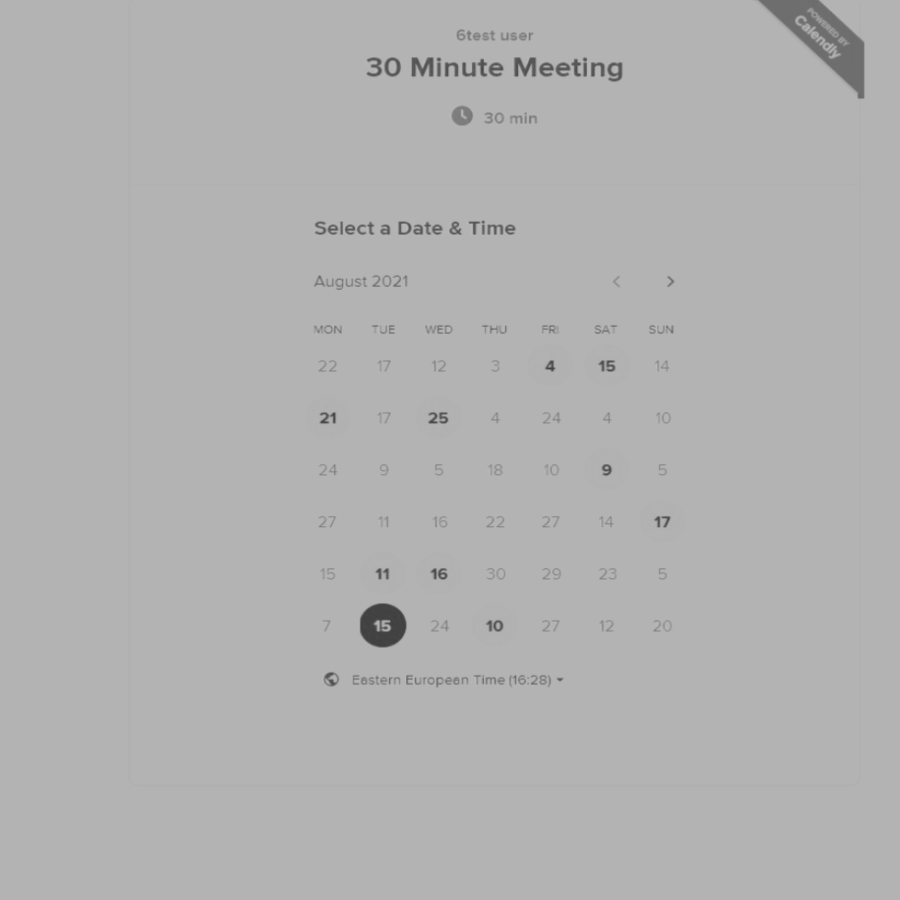 POWERED BY
Calendly
6test user
30 Minute Meeting
30 min
Select a Date & Time
August 2021
MON TUE WED THU FRI SAT SUN
22 17 12 3 4 15 14
21 17 25 4 24 4 10
24 9 5 18 10 9 5
27 11 16 22 27 14 17
15 11 16 30 29 23 5
7 15 24 10 27 12 20
Eastern European Time (16:28)